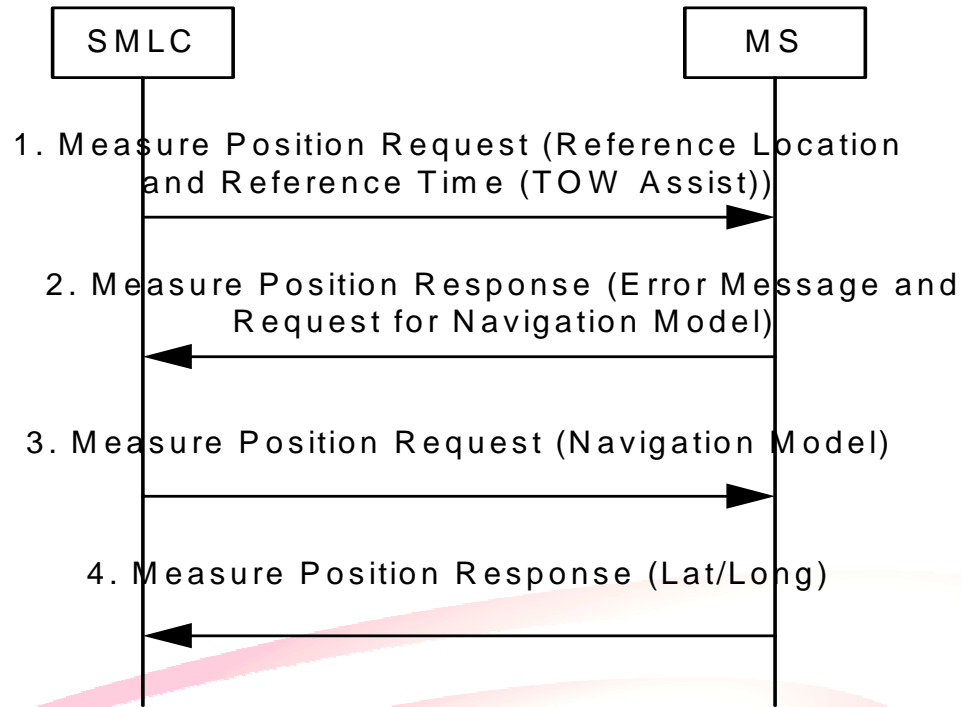 SMLC
MS
1. Measure Position Request (Reference Location
and Reference Time (TOW Assist))
2. Measure Position Response (Error Message and
Request for Navigation Model)
3. Measure Position Request (Navigation Model)
4. Measure Position Response (Lat/Long)